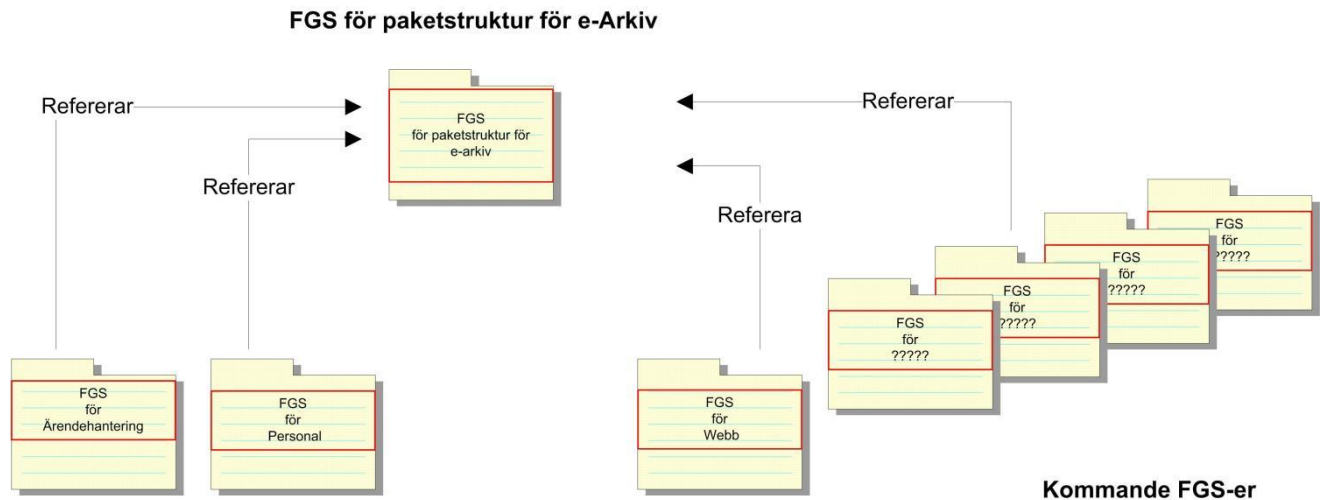 FGS för paketstruktur för e-Arkiv
Refererar
FGS
för paketstruktur för
e-arkiv
Refererar
Refererar
Referera
FGS
för
?????
FGS
för
?????
FGS
för
?????
FGS
för
?????
FGS
för
Ärendehantering
FGS
för
Personal
FGS
för
Webb
Kommande FGS-er